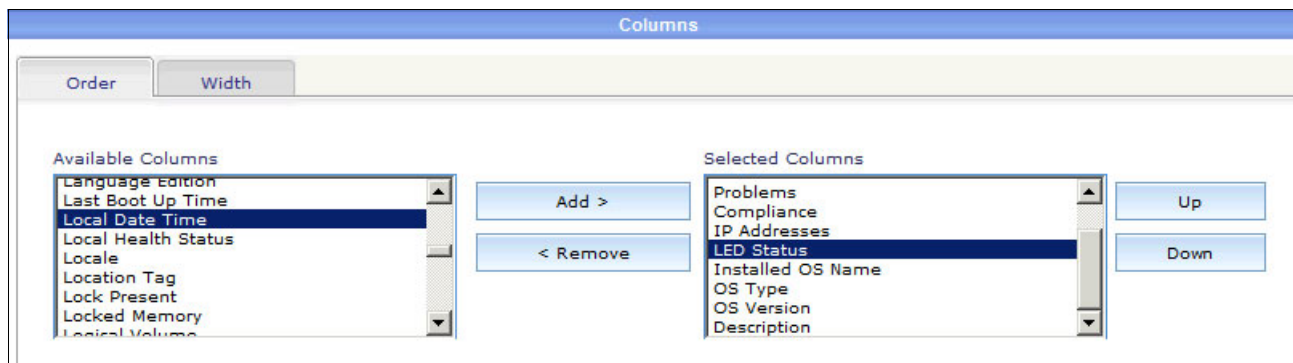 Columns
Order
Width
Available Columns
Language Edition
Last Boot Up Time
Local Date Time
Local Health Status
Locale
Location Tag
Lock Present
Locked Memory
Logical Volume
Add >
< Remove
Selected Columns
Problems
Compliance
IP Addresses
LED Status
Installed OS Name
OS Type
OS Version
Description
Up
Down